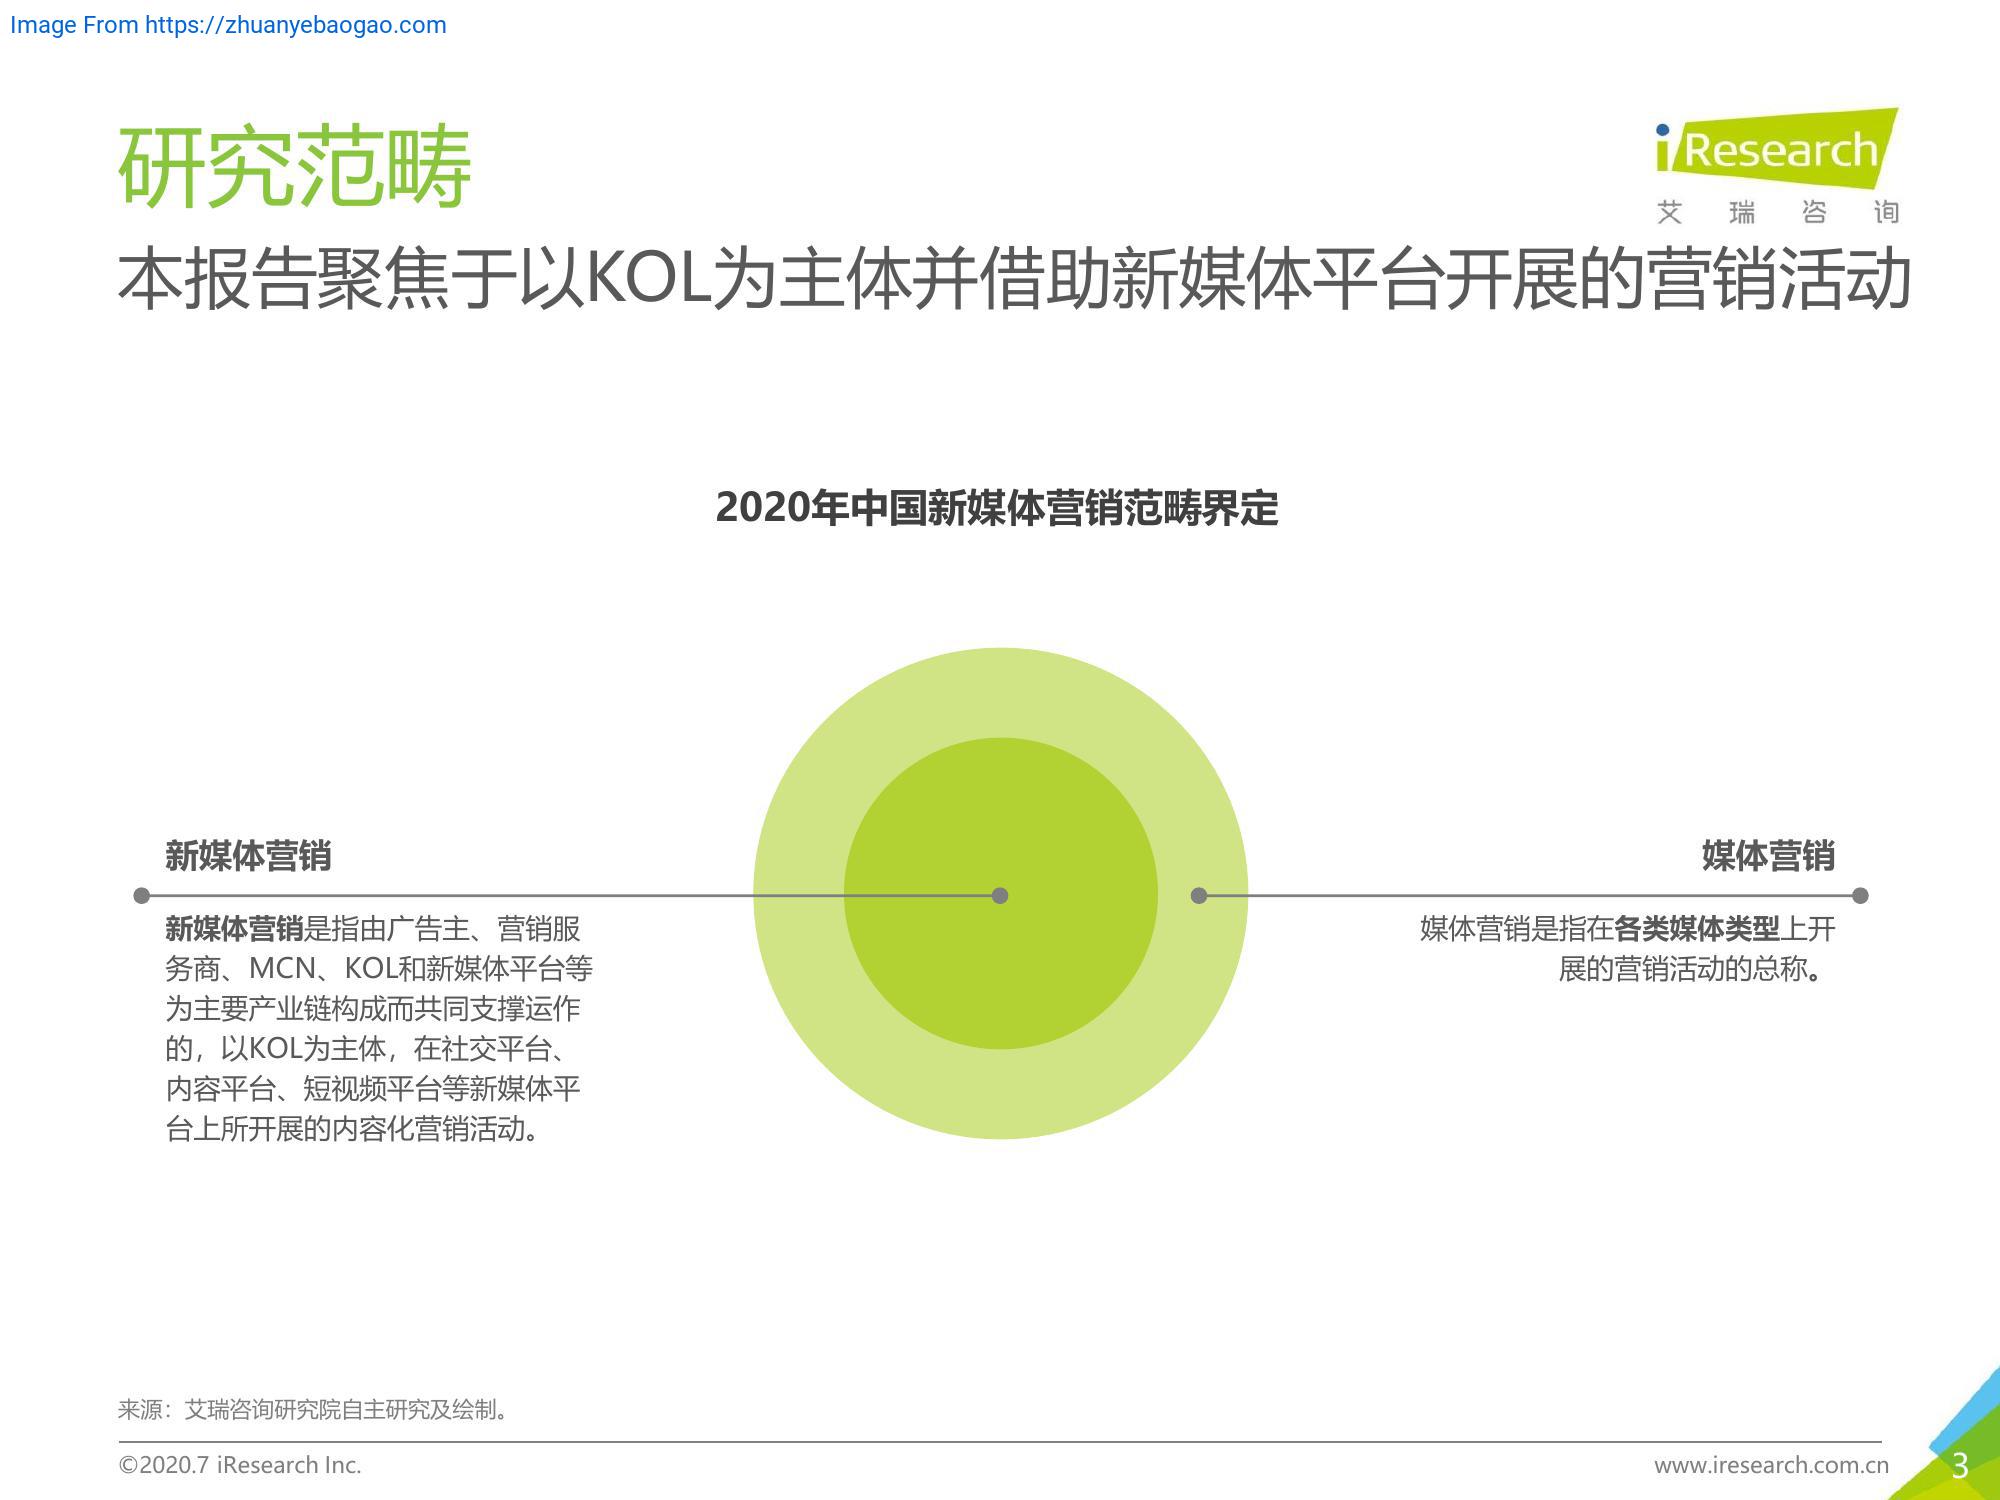 Image From https://zhuanyebaogao.com
研究范畴
iResearch
艾瑞咨询
本报告聚焦于以KOL为主体并借助新媒体平台开展的营销活动
2020年中国新媒体营销范畴界定
新媒体营销
新媒体营销是指由广告主、营销服
务商、MCN、KOL和新媒体平台等
为主要产业链构成而共同支撑运作
的，以KOL为主体，在社交平台、
内容平台、短视频平台等新媒体平
台上所开展的内容化营销活动。
媒体营销
媒体营销是指在各类媒体类型上开
展的营销活动的总称。
来源：艾瑞咨询研究院自主研究及绘制。
©2020.7 iResearch Inc.
www.iresearch.com.cn
3